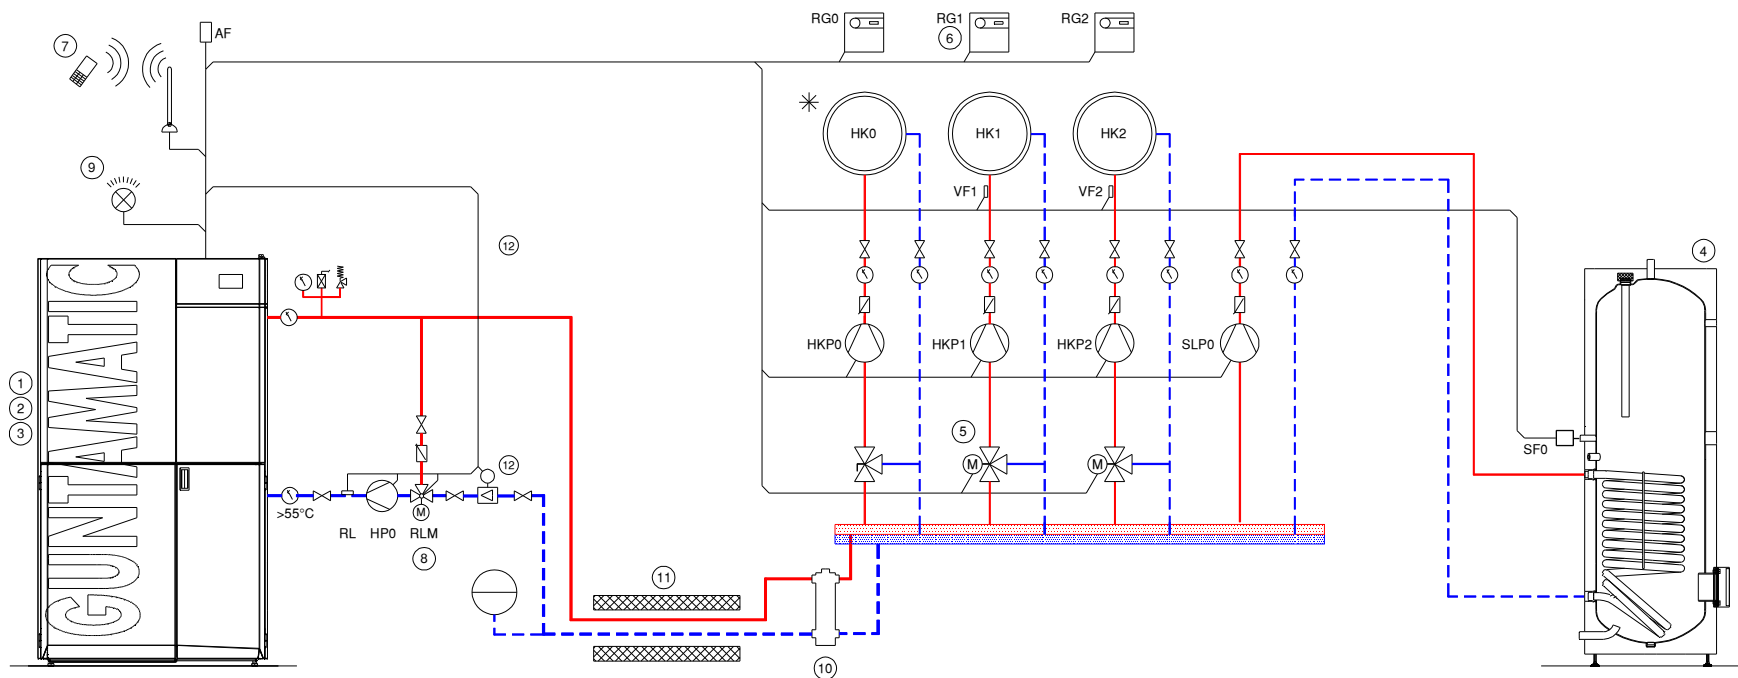 AF
RG0
RG1
RG2
7
6
HK0
HK1
HK2
9
VF1
VF2
12
4
HKP0
HKP1
HKP2
SLP0
1
2
3
GUNTAMATIC
5
SF0
M
M
12
>55°C
M
RL
HP0
RLM
8
11
10